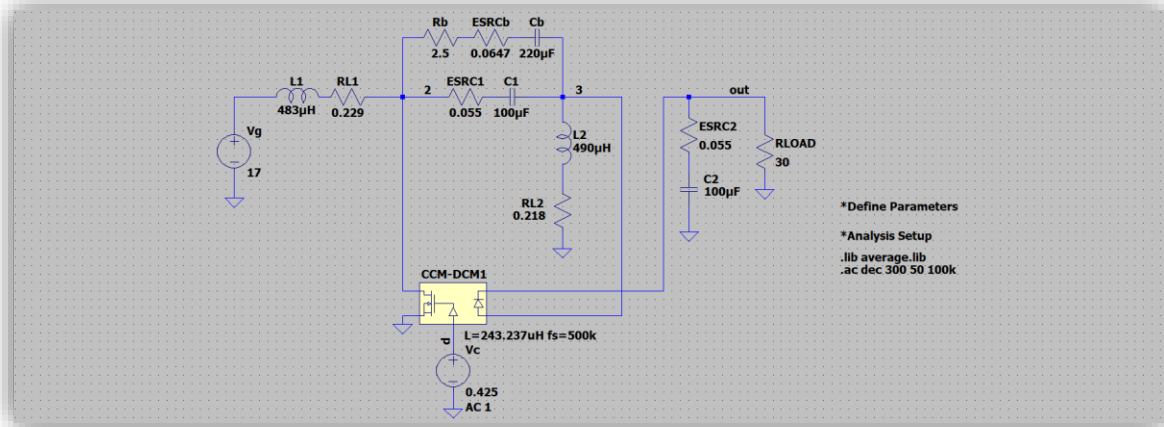 Rb
2.5
ESRCb
0.0647
Cb
220µF
L1
483µH
RL1
0.229
2
ESRC1
0.055
C1
100µF
3
out
Vg
17
L2
490µH
RL2
0.218
ESRC2
0.055
C2
100µF
RLOAD
30
*Define Parameters
*Analysis Setup
.lib average.lib
.ac dec 300 50 100k
CCM-DCM1
L=243.237uH fs=500k
d
Vc
0.425
AC 1